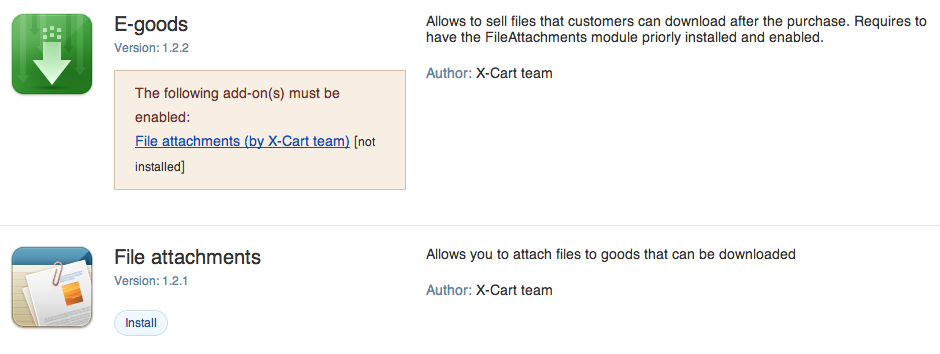 E-goods
Version: 1.2.2
The following add-on(s) must be
enabled:
File attachments (by X-Cart team) [not
installed]
Allows to sell files that customers can download after the purchase. Requires to
have the FileAttachments module priorly installed and enabled.
Author: X-Cart team
File attachments
Version: 1.2.1
Install
Allows you to attach files to goods that can be downloaded
Author: X-Cart team